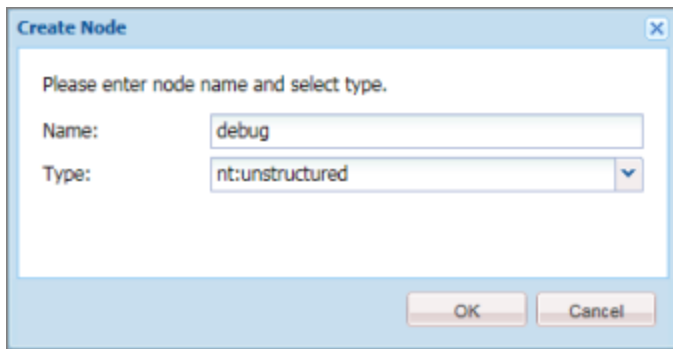 Create Node
Please enter node name and select type.
Name: debug
Type: nt:unstructured
OK Cancel